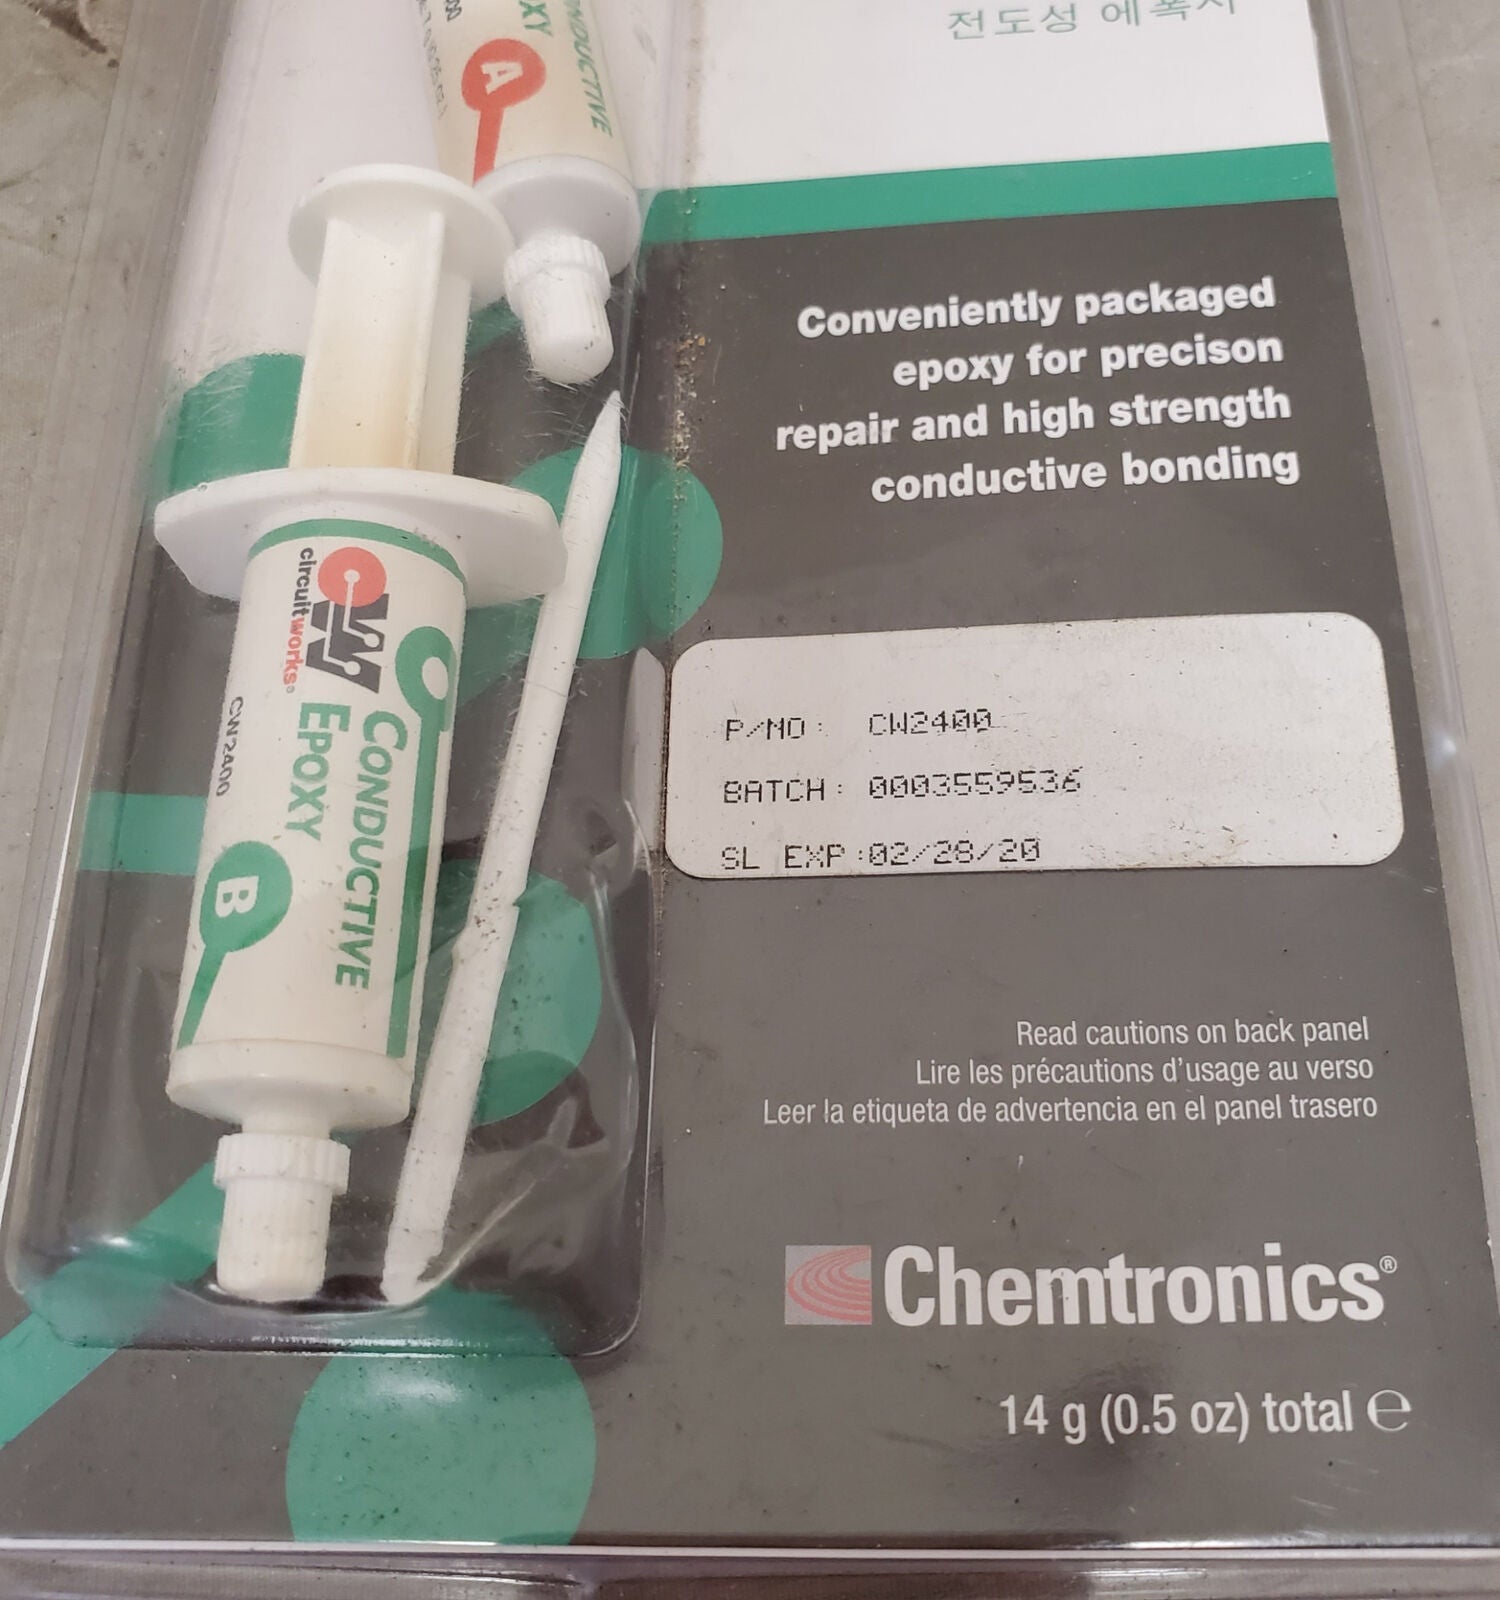 전도성 에폭시
CONDUCTIVE
A
Conveniently packaged
epoxy for precison
repair and high strength
conductive bonding
CW
circuitworks®
CONDUCTIVE
EPOXY
CW2400
B
P/NO: CW2400
BATCH: 0003559536
SL EXP:02/28/20
Read cautions on back panel
Lire les précautions d'usage au verso
Leer la etiqueta de advertencia en el panel trasero
Chemtronics®
14 g (0.5 oz) total ℮